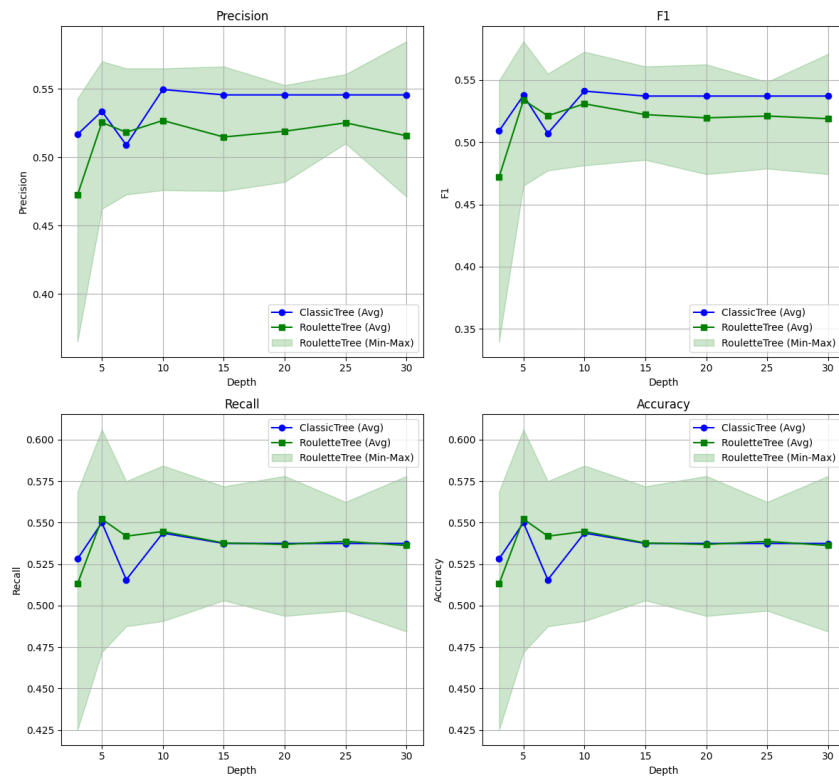 Precision
0.55
0.50
0.45
0.40
Precision
5
10
15
20
25
30
Depth
ClassicTree (Avg)
RouletteTree (Avg)
RouletteTree (Min-Max)
F1
0.55
0.50
0.45
0.40
0.35
F1
5
10
15
20
25
30
Depth
ClassicTree (Avg)
RouletteTree (Avg)
RouletteTree (Min-Max)
Recall
0.600
0.575
0.550
0.525
0.500
0.475
0.450
0.425
Recall
5
10
15
20
25
30
Depth
ClassicTree (Avg)
RouletteTree (Avg)
RouletteTree (Min-Max)
Accuracy
0.600
0.575
0.550
0.525
0.500
0.475
0.450
0.425
Accuracy
5
10
15
20
25
30
Depth
ClassicTree (Avg)
RouletteTree (Avg)
RouletteTree (Min-Max)